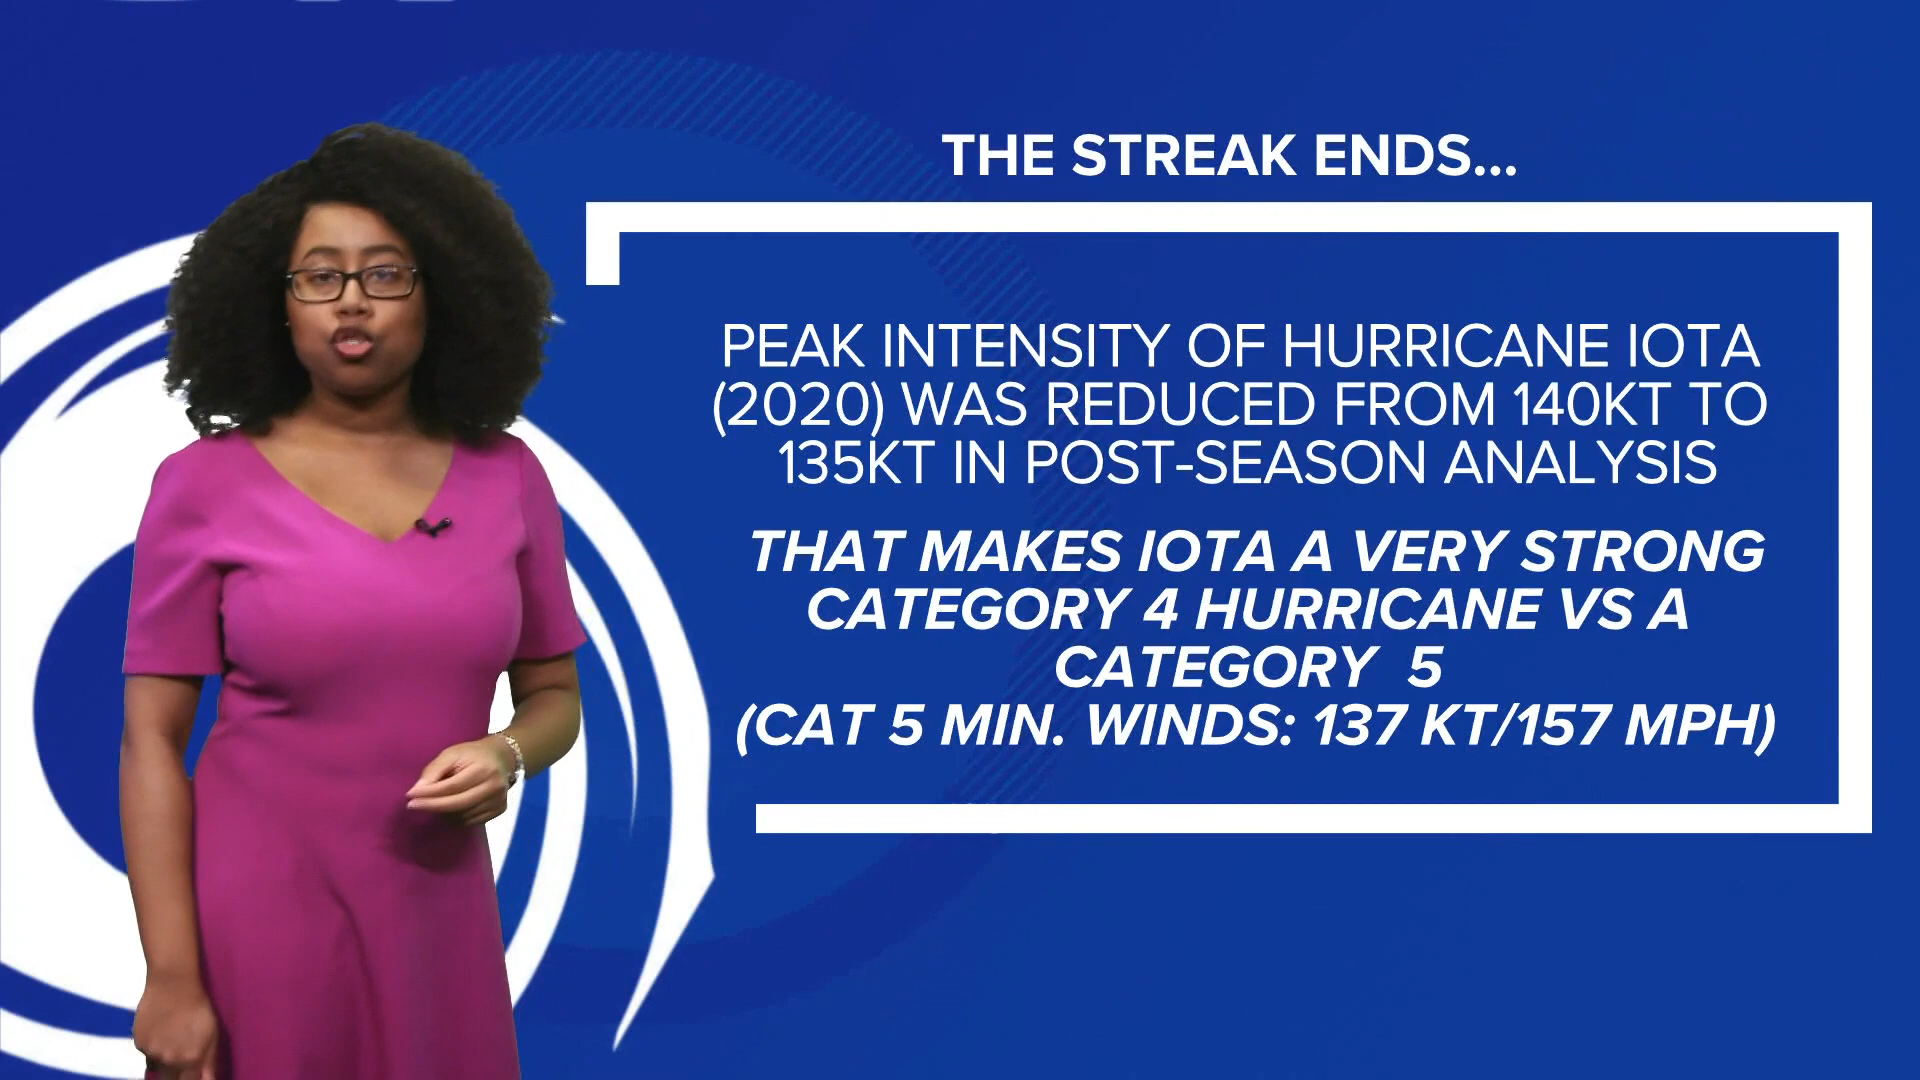 THE STREAK ENDS...
PEAK INTENSITY OF HURRICANE IOTA
(2020) WAS REDUCED FROM 140KT TO
135KT IN POST-SEASON ANALYSIS
THAT MAKES IOTA A VERY STRONG
CATEGORY 4 HURRICANE VS A
CATEGORY 5
(CAT 5 MIN. WINDS: 137 KT/157 MPH)